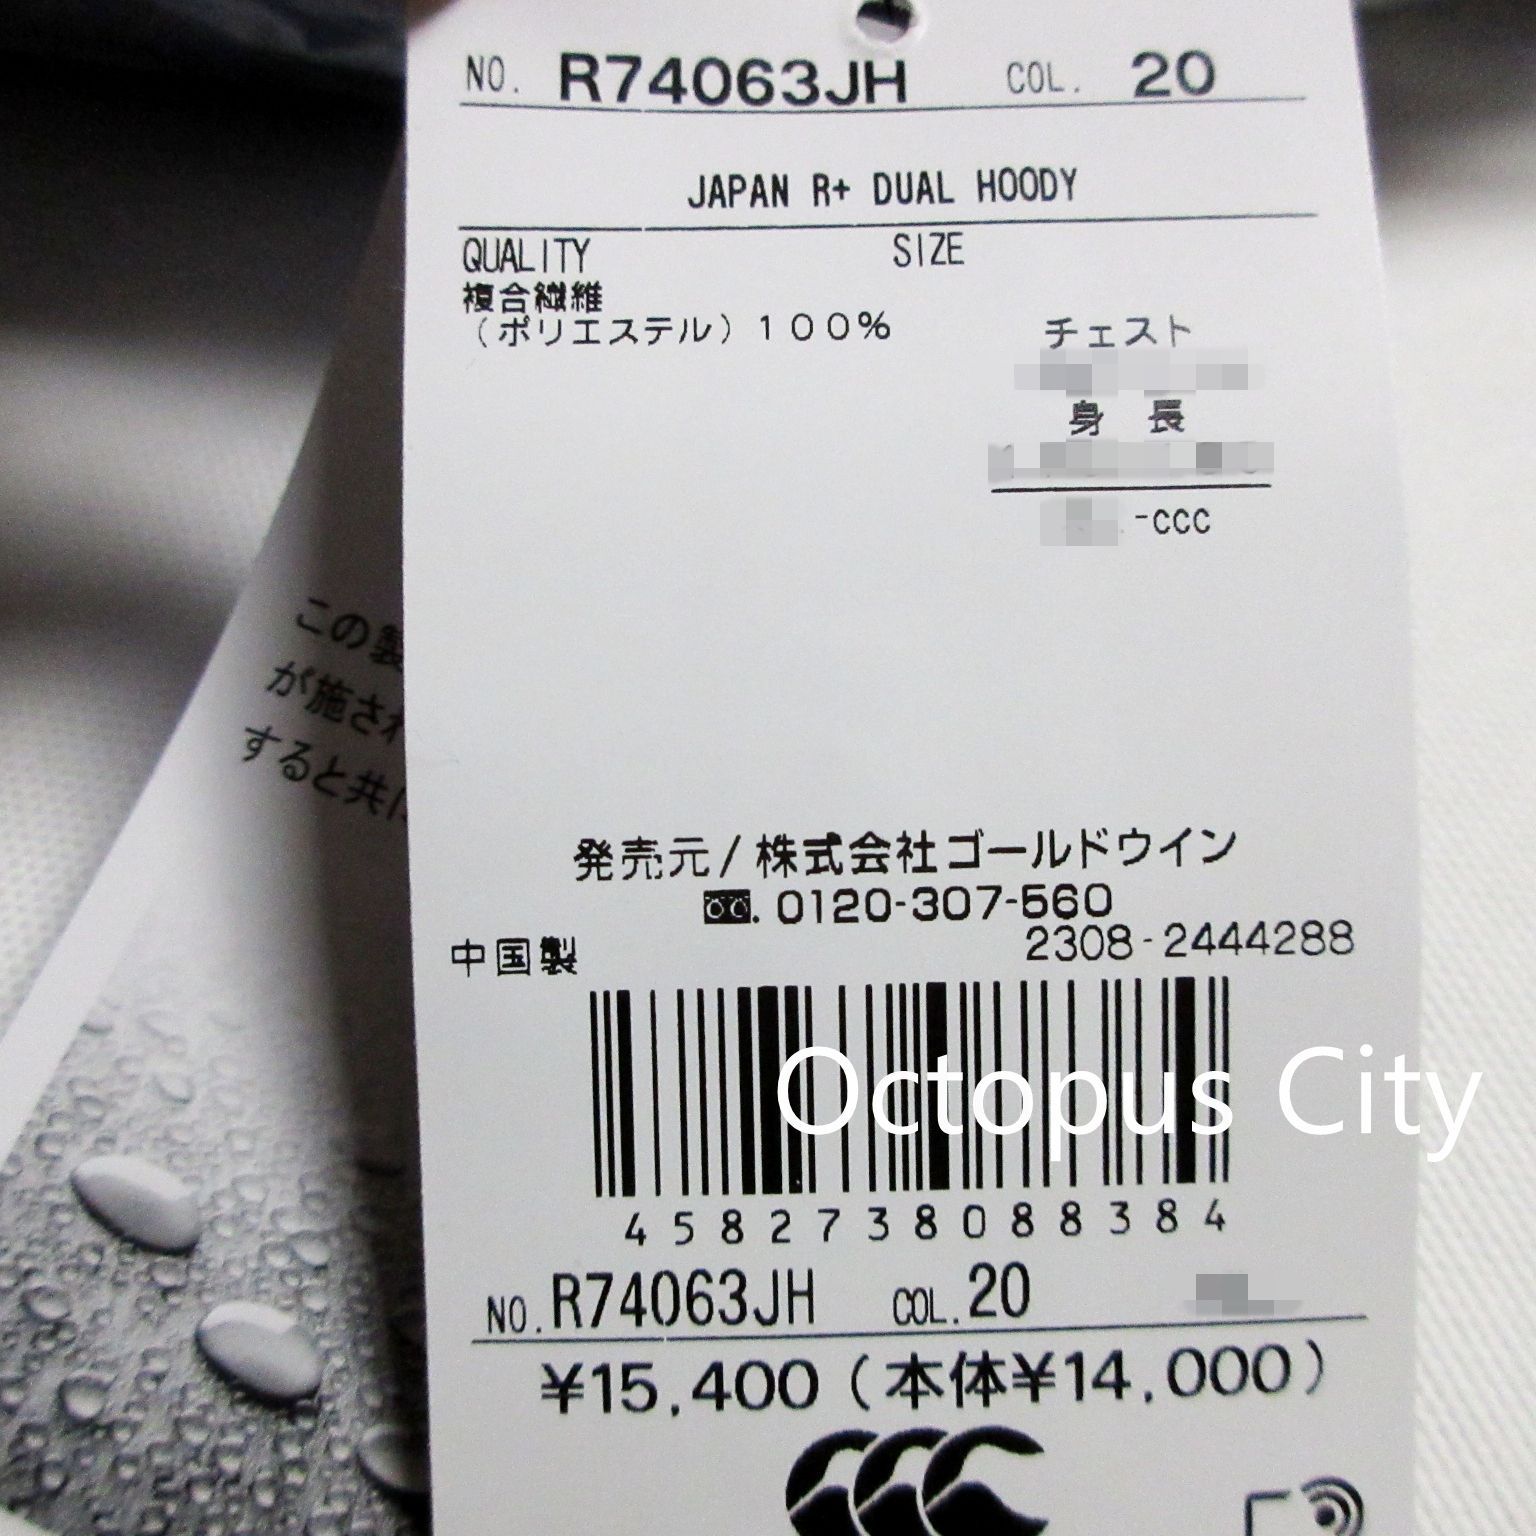 NO. R74063JH COL. 20
JAPAN R+ DUAL HOODY
QUALITY SIZE
複合繊維
(ポリエステル)100%
チェスト
身 長
-CCC
この製
が施され
すると共に
発売元/株式会社ゴールドウイン
0120-307-560
2308-2444288
中国製
4582738088384
NO. R74063JH COL. 20
¥15,400(本体¥14,000)
Octopus City